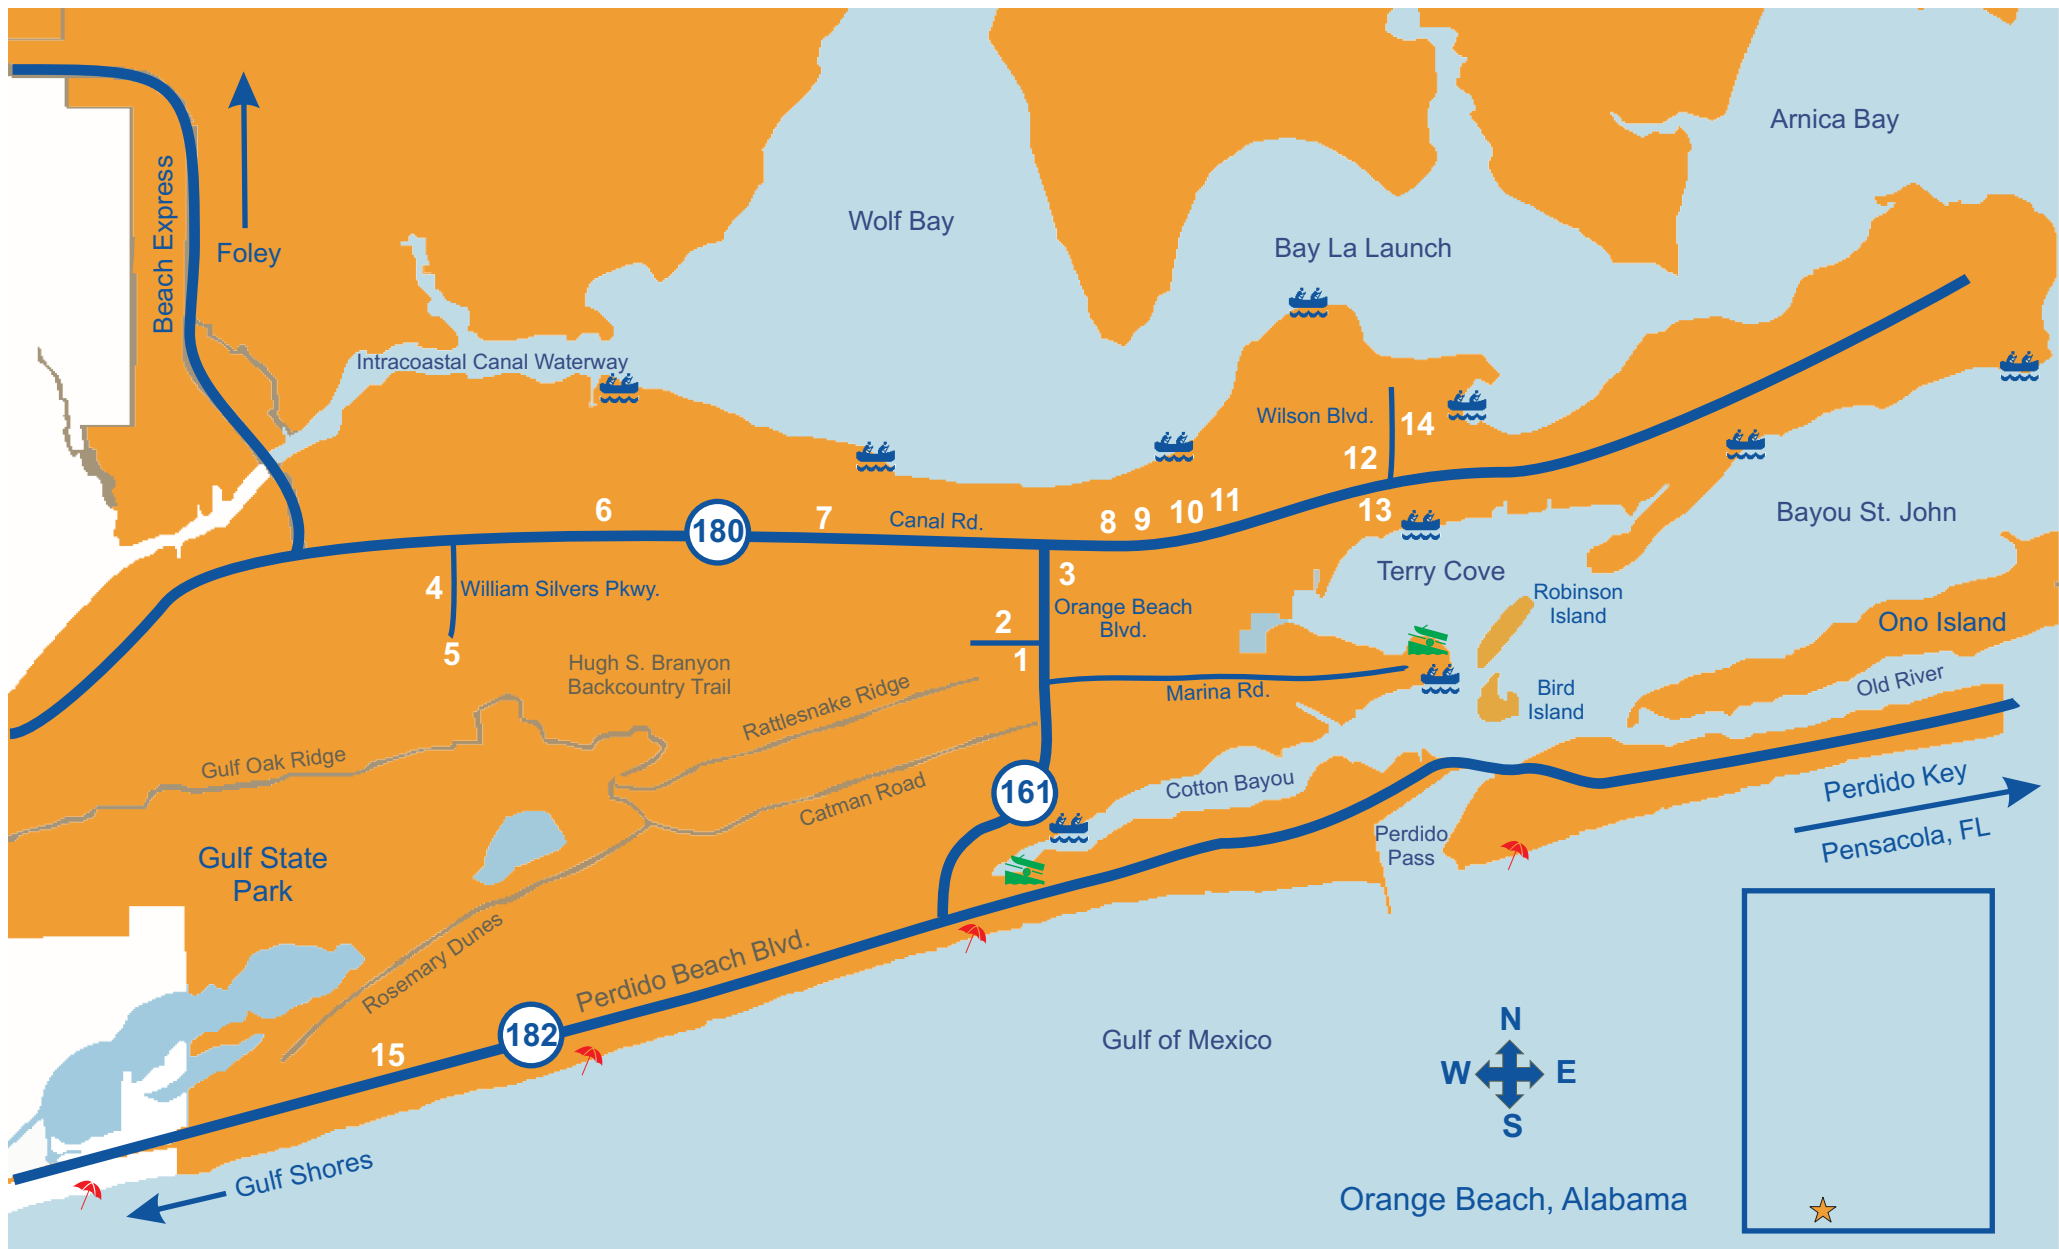 Arnica Bay
Beach Express
Foley
Wolf Bay
Bay La Launch
Intracoastal Canal Waterway
Wilson Blvd.
14
12
6
180
7
Canal Rd.
8
9
10
11
13
Bayou St. John
4
William Silvers Pkwy.
5
3
Orange Beach
Blvd.
2
1
Terry Cove
Robinson
Island
Ono Island
Hugh S. Branyon
Backcountry Trail
Rattlesnake Ridge
Marina Rd.
Bird
Island
Old River
Gulf Oak Ridge
Catman Road
161
Cotton Bayou
Perdido
Pass
Perdido Key
Pensacola, FL
Gulf State
Park
Rosemary Dunes
Perdido Beach Blvd.
182
15
Gulf of Mexico
N
W
E
S
Gulf Shores
Orange Beach, Alabama